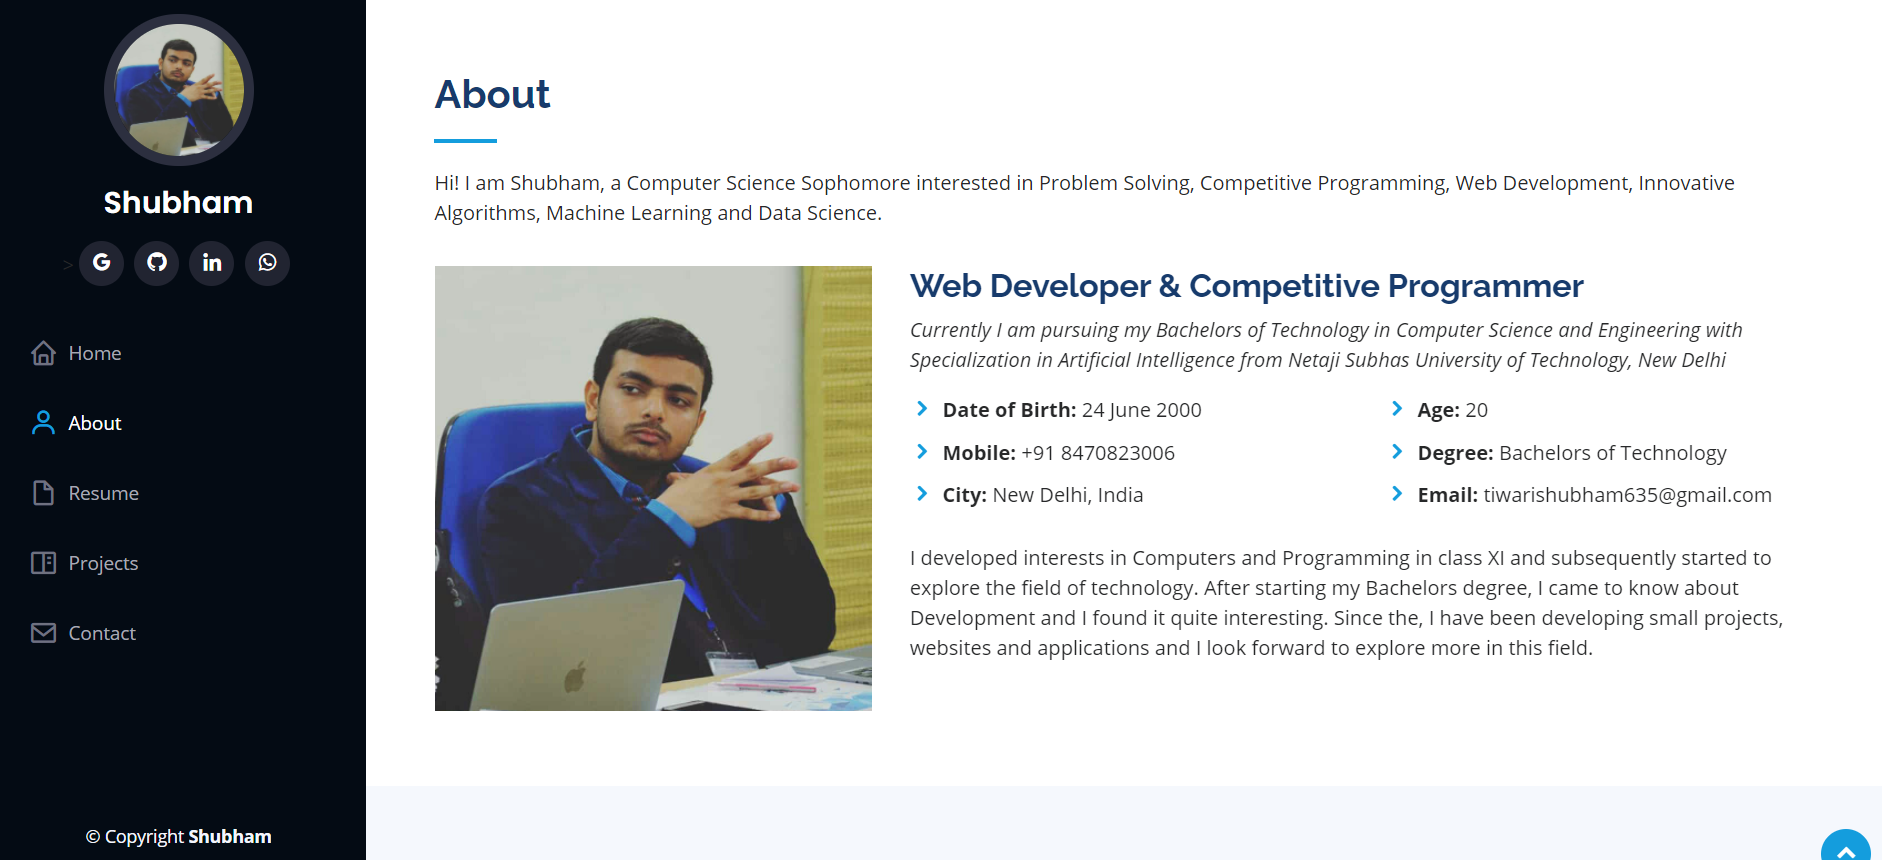 Shubham
>
Home
About
Resume
Projects
Contact
© Copyright Shubham
About
Hi! I am Shubham, a Computer Science Sophomore interested in Problem Solving, Competitive Programming, Web Development, Innovative
Algorithms, Machine Learning and Data Science.
Web Developer & Competitive Programmer
Currently I am pursuing my Bachelors of Technology in Computer Science and Engineering with
Specialization in Artificial Intelligence from Netaji Subhas University of Technology, New Delhi
Date of Birth: 24 June 2000
Mobile: +91 8470823006
City: New Delhi, India
Age: 20
Degree: Bachelors of Technology
Email: tiwarishubham635@gmail.com
I developed interests in Computers and Programming in class XI and subsequently started to
explore the field of technology. After starting my Bachelors degree, I came to know about
Development and I found it quite interesting. Since the, I have been developing small projects,
websites and applications and I look forward to explore more in this field.